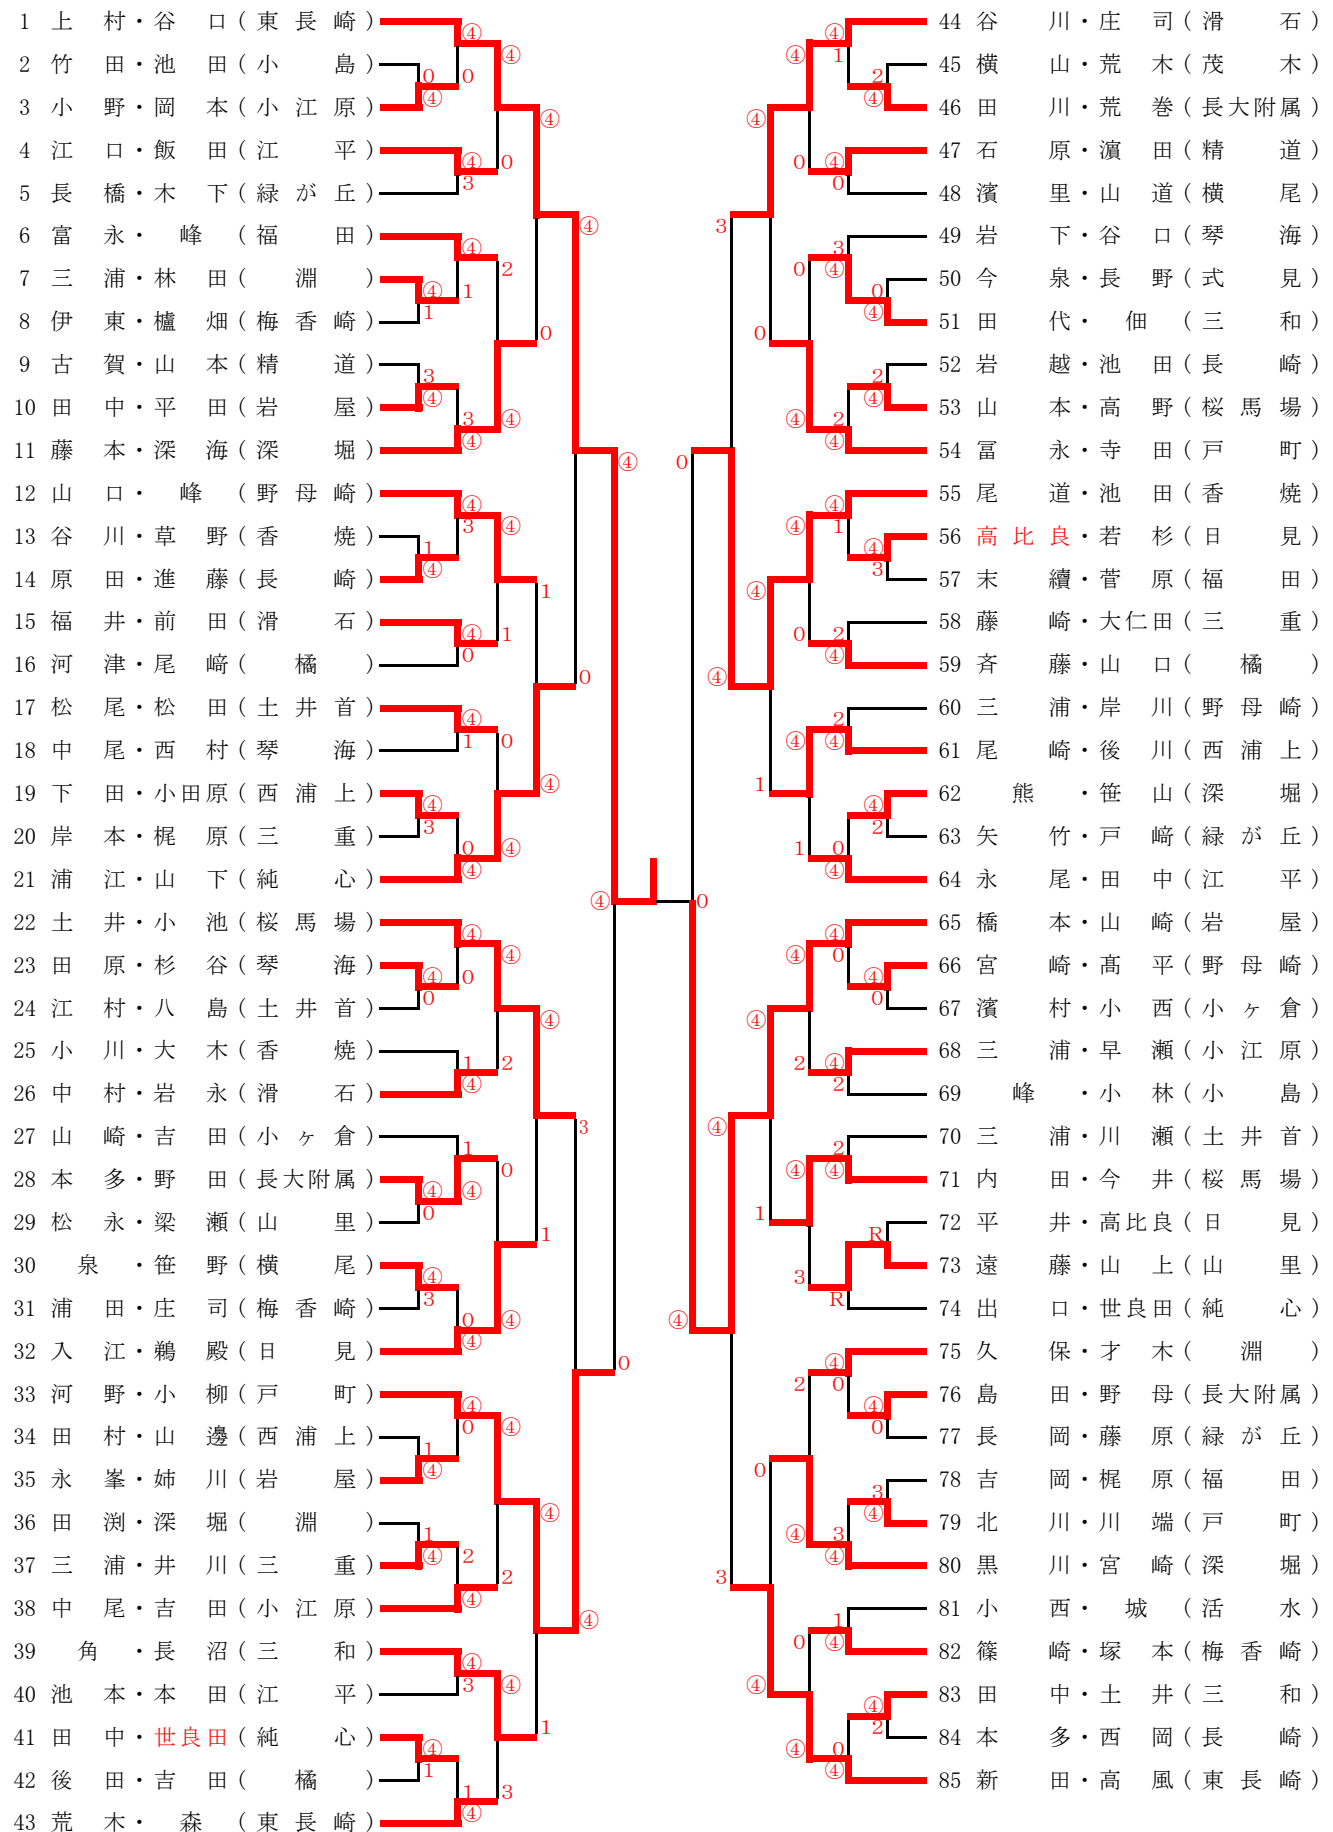 1 上村・谷口(東長崎)
2 竹田・池田(小島)
3 小野・岡本(小江原)
4 江口・飯田(江平)
5 長橋・木下(緑が丘)
6 富永・峰(福田)
7 三浦・林田(淵)
8 伊東・櫨畑(梅香崎)
9 古賀・山本(精道)
10 田中・平田(岩屋)
11 藤本・深海(深堀)
12 山口・峰(野母崎)
13 谷川・草野(香焼)
14 原田・進藤(長崎)
15 福井・前田(滑石)
16 河津・尾﨑(橘)
17 松尾・松田(土井首)
18 中尾・西村(琴海)
19 下田・小田原(西浦上)
20 岸本・梶原(三重)
21 浦江・山下(純心)
22 土井・小池(桜馬場)
23 田原・杉谷(琴海)
24 江村・八島(土井首)
25 小川・大木(香焼)
26 中村・岩永(滑石)
27 山崎・吉田(小ヶ倉)
28 本多・野田(長大附属)
29 松永・梁瀬(山里)
30 泉・笹野(横尾)
31 浦田・庄司(梅香崎)
32 入江・鵜殿(日見)
33 河野・小柳(戸町)
34 田村・山邊(西浦上)
35 永峯・姉川(岩屋)
36 田渕・深堀(淵)
37 三浦・井川(三重)
38 中尾・吉田(小江原)
39 角・長沼(三和)
40 池本・本田(江平)
41 田中・世良田(純心)
42 後田・吉田(橘)
43 荒木・森(東長崎)
44 谷川・庄司(滑石)
45 横山・荒木(茂木)
46 田川・荒巻(長大附属)
47 石原・濵田(精道)
48 濱里・山道(横尾)
49 岩下・谷口(琴海)
50 今泉・長野(式見)
51 田代・佃(三和)
52 岩越・池田(長崎)
53 山本・高野(桜馬場)
54 冨永・寺田(戸町)
55 尾道・池田(香焼)
56 高比良・若杉(日見)
57 末續・菅原(福田)
58 藤崎・大仁田(三重)
59 斉藤・山口(橘)
60 三浦・岸川(野母崎)
61 尾崎・後川(西浦上)
62 熊・笹山(深堀)
63 矢竹・戸﨑(緑が丘)
64 永尾・田中(江平)
65 橋本・山崎(岩屋)
66 宮崎・髙平(野母崎)
67 濱村・小西(小ヶ倉)
68 三浦・早瀬(小江原)
69 峰・小林(小島)
70 三浦・川瀬(土井首)
71 内田・今井(桜馬場)
72 平井・高比良(日見)
73 遠藤・山上(山里)
74 出口・世良田(純心)
75 久保・才木(淵)
76 島田・野母(長大附属)
77 長岡・藤原(緑が丘)
78 吉岡・梶原(福田)
79 北川・川端(戸町)
80 黒川・宮崎(深堀)
81 小西・城(活水)
82 篠崎・塚本(梅香崎)
83 田中・土井(三和)
84 本多・西岡(長崎)
85 新田・高風(東長崎)